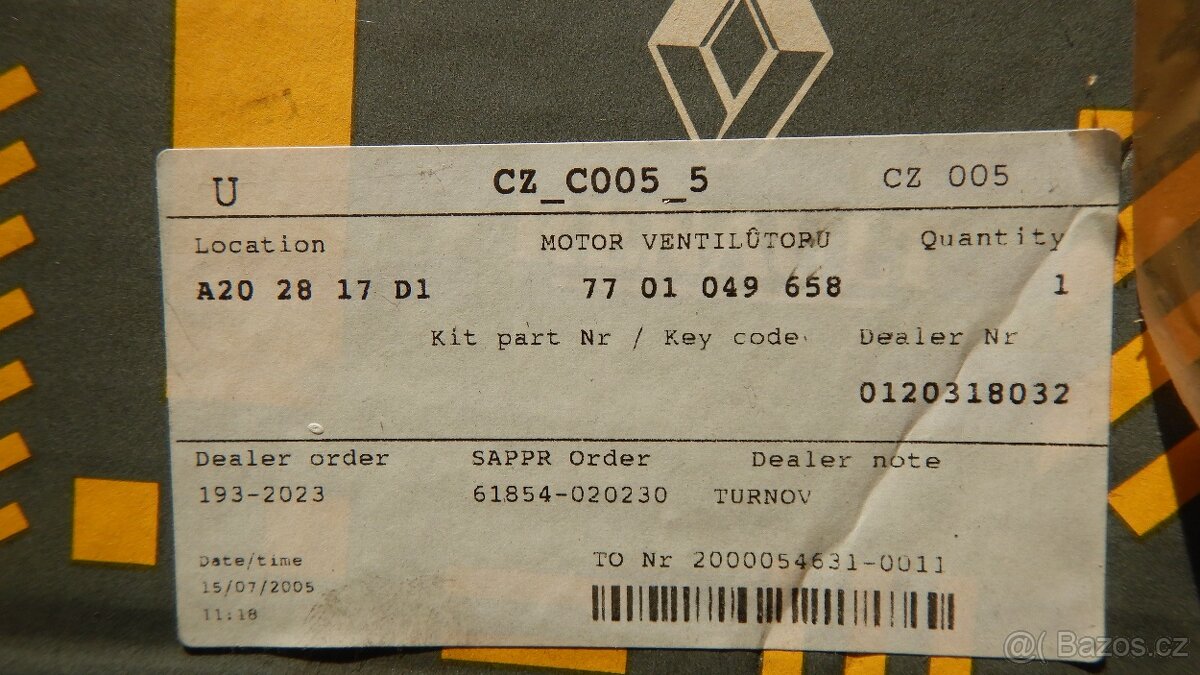 U CZ_C005_5 CZ 005
Location MOTOR VENTILÛTORU Quantity
A20 28 17 D1 77 01 049 658 1
Kit part Nr / Key code Dealer Nr
0120318032
Dealer order SAPPR Order Dealer note
193-2023 61854-020230 TURNOV
Date/time TO Nr 2000054631-0011
15/07/2005
11:18
@( Bazos.cz